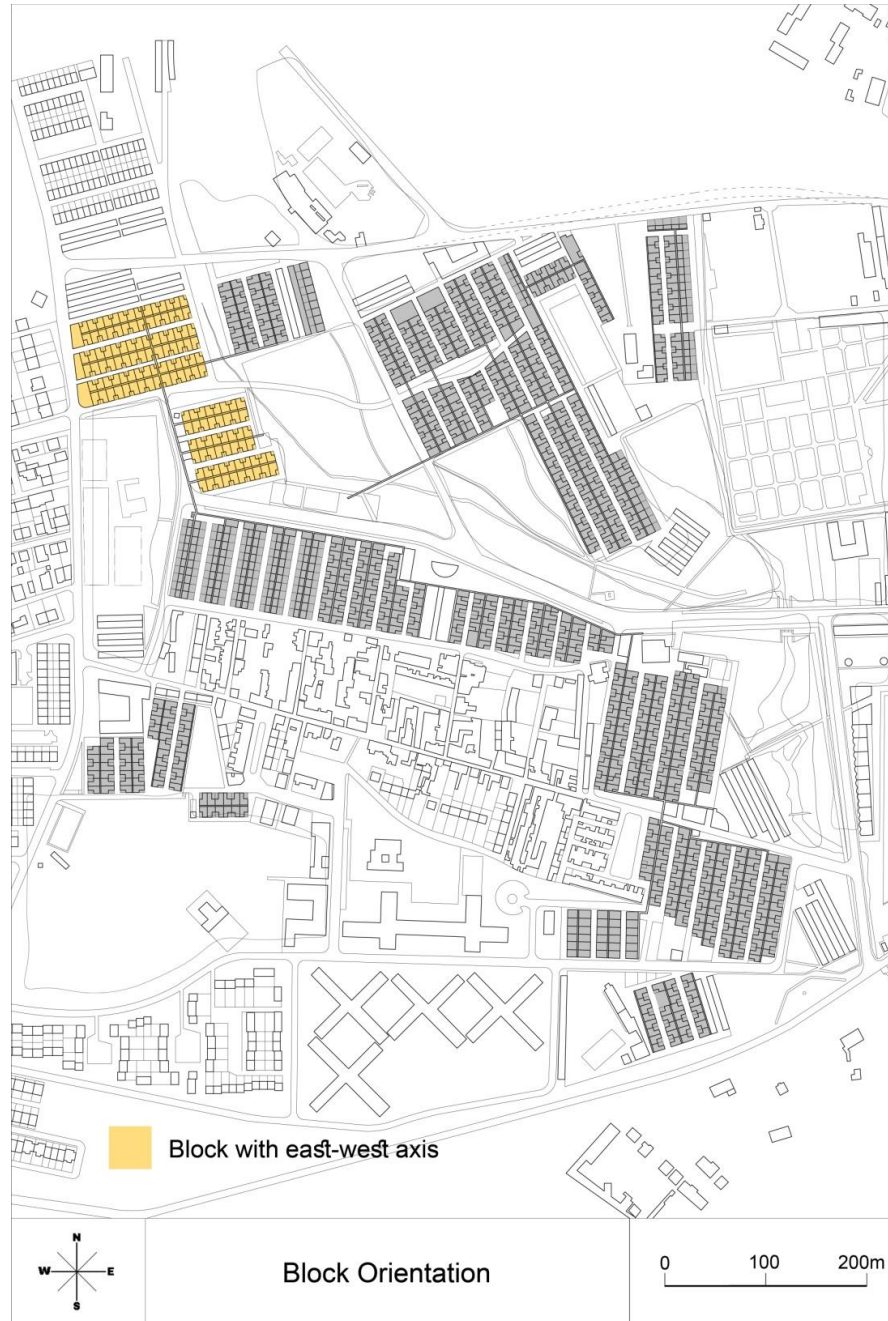 Block with east-west axis
N
W E
S
Block Orientation
0 100 200m